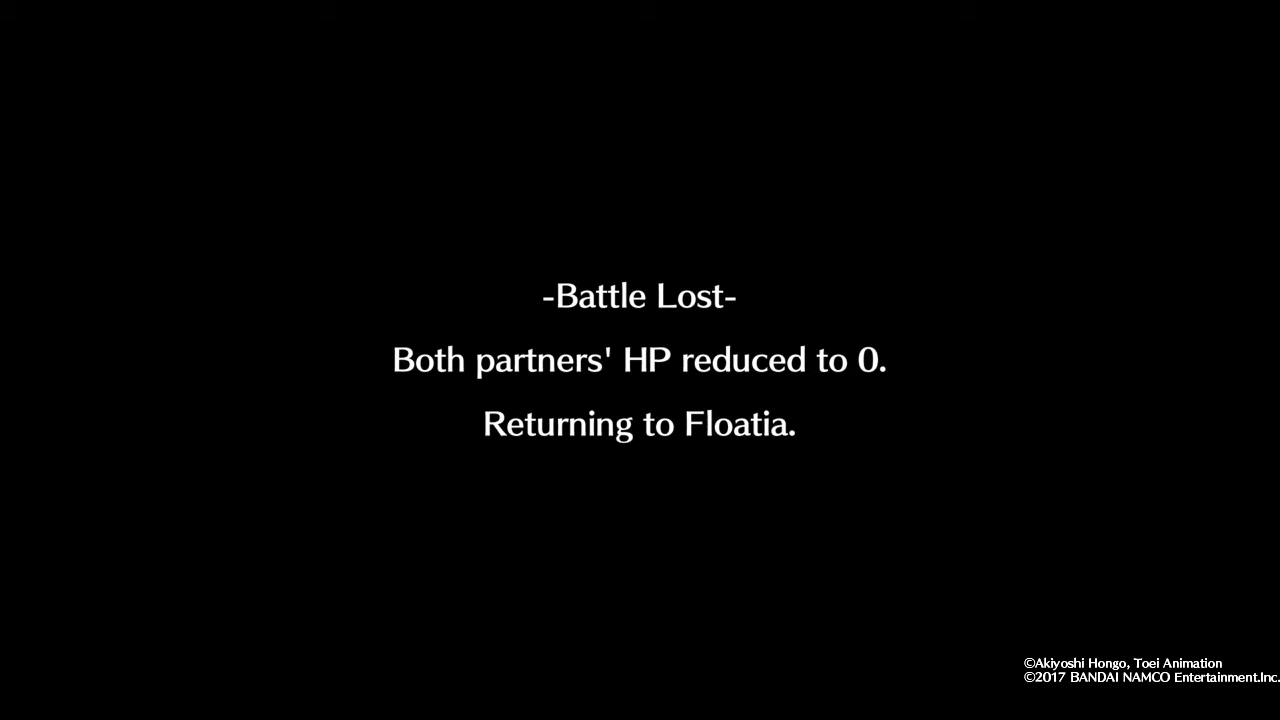 -Battle Lost-
Both partners' HP reduced to 0.
Returning to Floatia.
©Akiyoshi Hongo, Toei Animation
©2017 BANDAI NAMCO Entertainment.Inc.